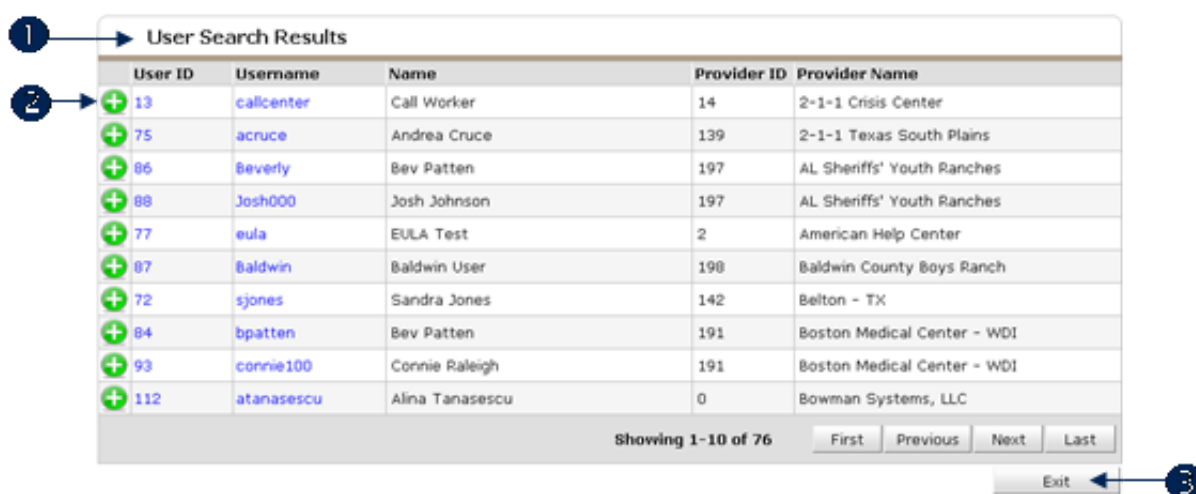 1 User Search Results
User ID Username Name Provider ID Provider Name
2 13 callcenter Call Worker 14 2-1-1 Crisis Center
75 acruce Andrea Cruce 139 2-1-1 Texas South Plains
86 Beverly Bev Patten 197 AL Sheriffs' Youth Ranches
88 Josh000 Josh Johnson 197 AL Sheriffs' Youth Ranches
77 eula EULA Test 2 American Help Center
87 Baldwin Baldwin User 198 Baldwin County Boys Ranch
72 sjones Sandra Jones 142 Belton - TX
84 bpatten Bev Patten 191 Boston Medical Center - WDI
93 connie100 Connie Raleigh 191 Boston Medical Center - WDI
112 atanasescu Alina Tanasescu 0 Bowman Systems, LLC
Showing 1-10 of 76 First Previous Next Last
Exit 3